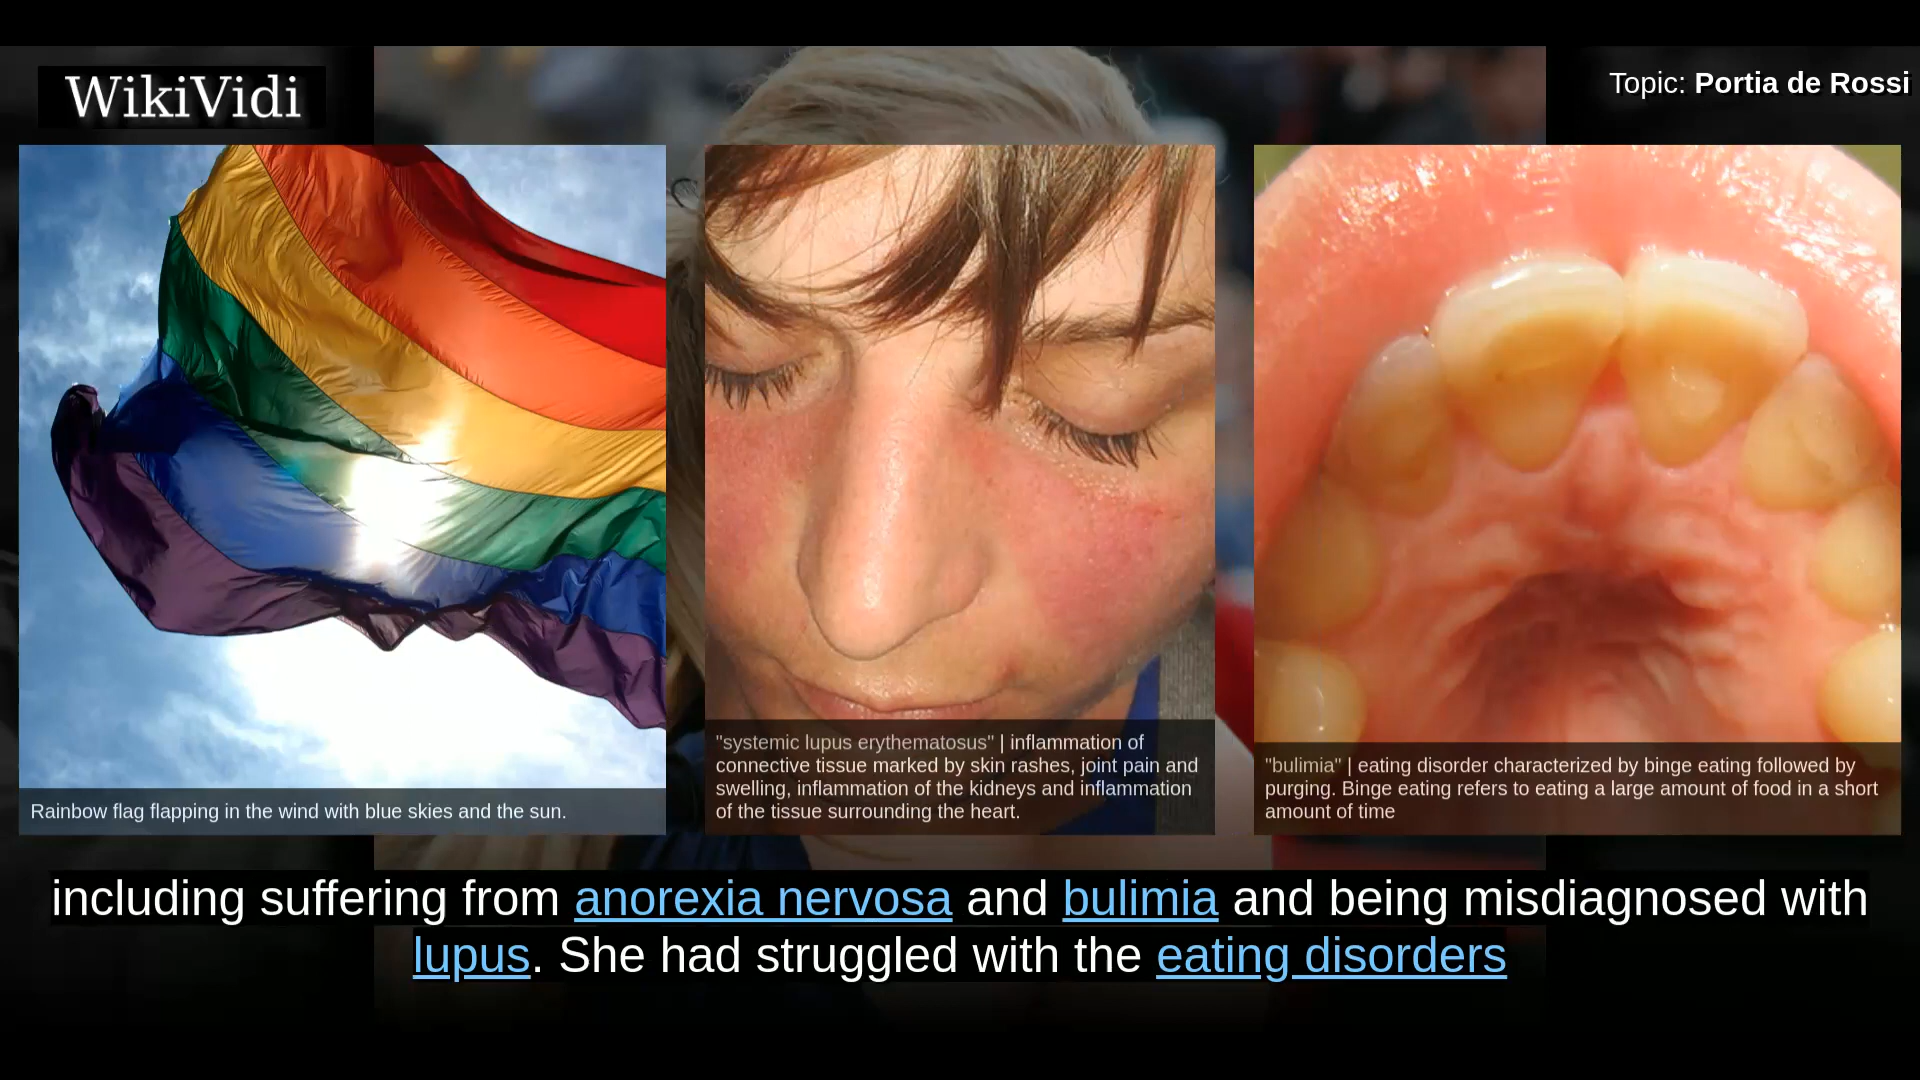 WikiVidi
Topic: Portia de Rossi
Rainbow flag flapping in the wind with blue skies and the sun.
"systemic lupus erythematosus" | inflammation of
connective tissue marked by skin rashes, joint pain and
swelling, inflammation of the kidneys and inflammation
of the tissue surrounding the heart.
"bulimia" | eating disorder characterized by binge eating followed by
purging. Binge eating refers to eating a large amount of food in a short
amount of time
including suffering from anorexia nervosa and bulimia and being misdiagnosed with
lupus. She had struggled with the eating disorders